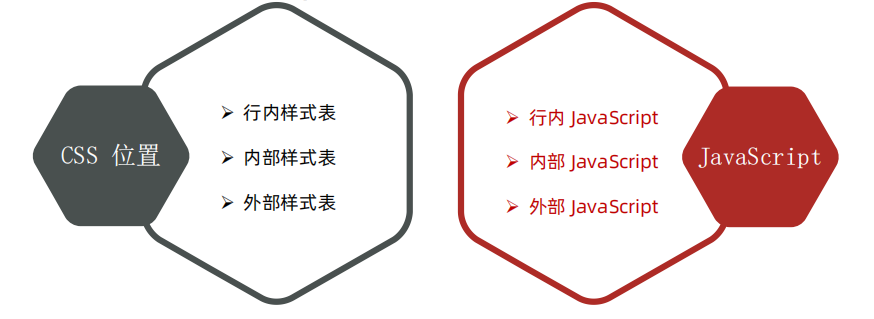 CSS 位置
行内样式表
内部样式表
外部样式表
行内 JavaScript
内部 JavaScript
外部 JavaScript
JavaScript